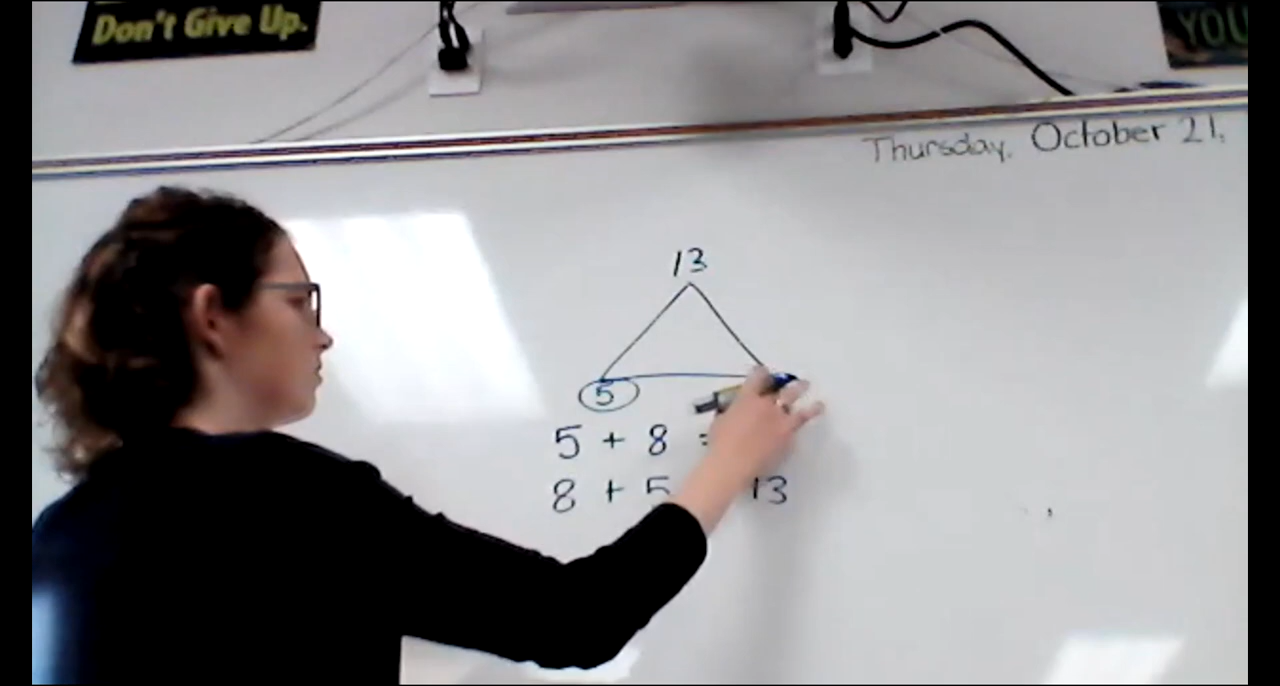 Don't Give Up.
YOU
Thursday, October 21,
13
5
5 + 8 =
8 + 5 13